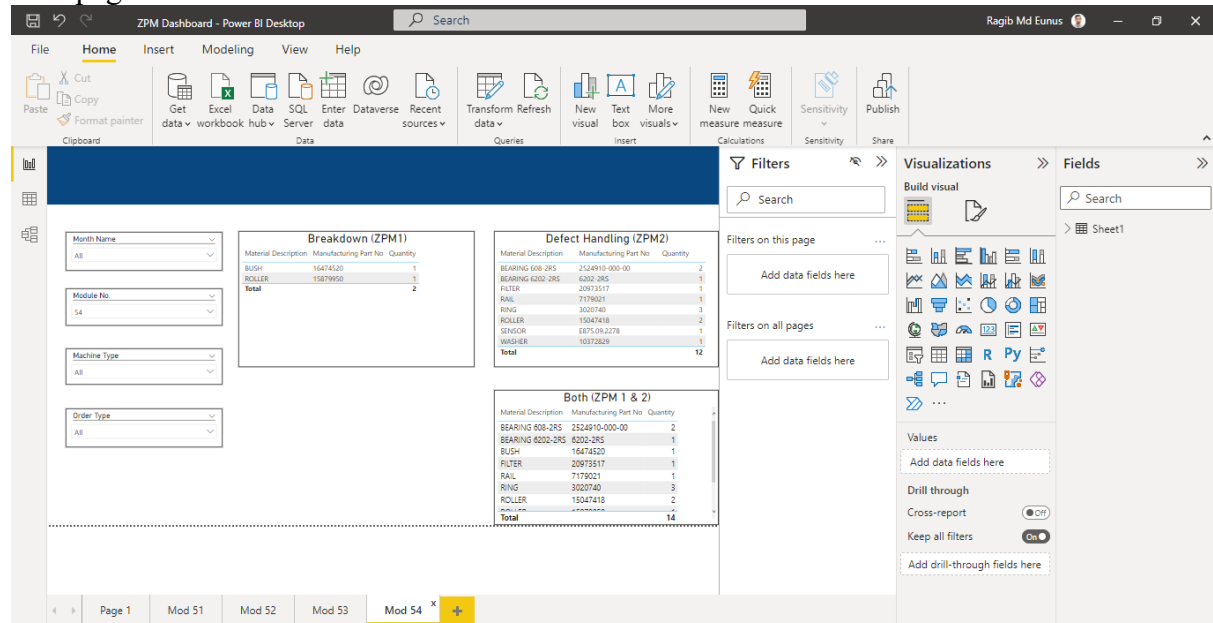 ZPM Dashboard - Power BI Desktop
Search
Ragib Md Eunus
File Home Insert Modeling View Help
Paste
Cut
Copy
Format painter
Clipboard
Get data
Excel workbook
Data hub
SQL Server
Enter data
Dataverse
Recent sources
Data
Transform data
Refresh
Queries
New visual
Text box
More visuals
Insert
New measure
Quick measure
Calculations
Sensitivity
Sensitivity
Publish
Share
Month Name
All
Module No.
54
Machine Type
All
Order Type
All
Breakdown (ZPM1)
Material Description Manufacturing Part No Quantity
BUSH 16474520 1
ROLLER 15879950 1
Total 2
Defect Handling (ZPM2)
Material Description Manufacturing Part No Quantity
BEARING 608-2RS 2524910-000-00 2
BEARING 6202-2RS 6202-2RS 1
FILTER 20973517 1
RAIL 7179021 1
RING 3020740 3
ROLLER 15047418 2
SENSOR E875.09.2278 1
WASHER 10372829 1
Total 12
Both (ZPM 1 & 2)
Material Description Manufacturing Part No Quantity
BEARING 608-2RS 2524910-000-00 2
BEARING 6202-2RS 6202-2RS 1
BUSH 16474520 1
FILTER 20973517 1
RAIL 7179021 1
RING 3020740 3
ROLLER 15047418 2
Total 14
Filters
Search
Filters on this page
Add data fields here
Filters on all pages
Add data fields here
Visualizations
Build visual
123
R Py
Values
Add data fields here
Drill through
Cross-report Off
Keep all filters On
Add drill-through fields here
Fields
Search
Sheet1
Page 1 Mod 51 Mod 52 Mod 53 Mod 54 x +